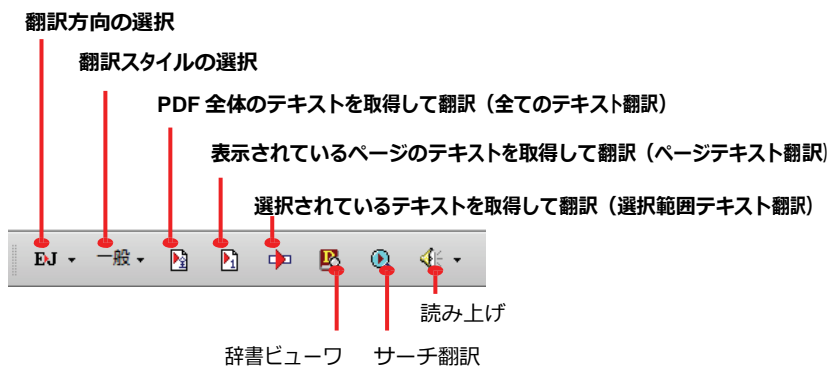 翻訳方向の選択
翻訳スタイルの選択
PDF 全体のテキストを取得して翻訳（全てのテキスト翻訳）
表示されているページのテキストを取得して翻訳（ページテキスト翻訳）
選択されているテキストを取得して翻訳（選択範囲テキスト翻訳）
EJ 一般 全 1
読み上げ
辞書ビューワ サーチ翻訳